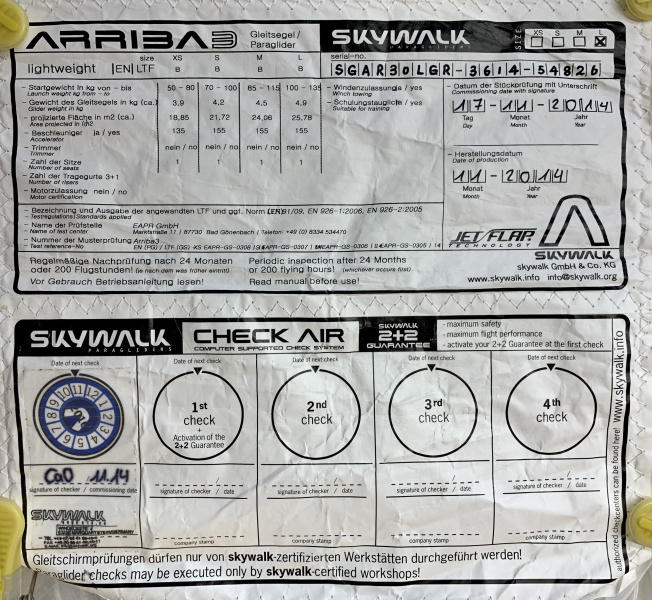 ARRIBA3 Gleitsegel / Paraglider
SKYWALK
PARAGLIDERS
SIZE XS S M L
lightweight EN LTF
size XS S M L
B B B B
serial-no.
SGAR30LGR-3614-54826
- Startgewicht in kg von - bis 50 - 80 70 - 100 85 - 115 100 - 135
Launch weight kg from - to
- Gewicht des Gleitsegels in kg (ca.) 3,9 4,2 4,5 4,9
Glider weight in kg
- projizierte Fläche in m2 (ca.) 18,85 21,72 24,06 25,78
Area projected in m2
- Beschleuniger ja / yes 135 155 155 155
Accelerator
- Trimmer nein / no nein / no nein / no nein / no
Trimmer
- Zahl der Sitze 1 1 1 1
Number of seats
- Zahl der Tragegurte 3+1
Number of risers
- Motorzulassung nein / no
Motor certification
- Windenzulassung ja / yes
Winch towing
- Schulungstauglich ja / yes
Suitable for training
- Datum der Stückprüfung mit Unterschrift
Commissioning date with signature
17-11-2014
Tag Monat Jahr
Day Month Year
- Herstellungsdatum
Date of production
11-2014
Monat Jahr
Month Year
- Bezeichnung und Ausgabe der angewandten LTF und ggf. Norm (EN) 91/09, EN 926-1:2006, EN 926-2:2005
Testregulations|Standards applied
- Name der Prüfstelle EAPR GmbH
Name of test center Marktstraße 11 / 87730 Bad Grönenbach / Telefon: +49 (0) 8334 534470
- Nummer der Musterprüfung Arriba3
Test reference-No
JET FLAP
TECHNOLOGY
SKYWALK
skywalk GmbH & Co. KG
www.skywalk.info info@skywalk.org
Regelmäßige Nachprüfung nach 24 Monaten
oder 200 Flugstunden! (je nach dem was früher eintritt)
Vor Gebrauch Betriebsanleitung lesen!
Periodic inspection after 24 Months
or 200 flying hours! (whichever occurs first)
Read manual before use!
SKYWALK
PARAGLIDERS
CHECK AIR
COMPUTER SUPPORTED CHECK SYSTEM
SKYWALK
2+2
GUARANTEE
- maximum safety
- maximum flight performance
- activate your 2+2 Guarantee at the first check
Date of next check Date of next check Date of next check Date of next check Date of next check
1st check + Activation of the 2+2 Guarantee
2nd check
3rd check
4th check
11.14
signature of checker / commissioning date
signature of checker / date signature of checker / date signature of checker / date signature of checker / date
SKYWALK
company stamp company stamp company stamp company stamp
authorized checkcenters can be found here! www.skywalk.info
Gleitschirmprüfungen dürfen nur von skywalk-zertifizierten Werkstätten durchgeführt werden!
Paraglider checks may be executed only by skywalk-certified workshops!